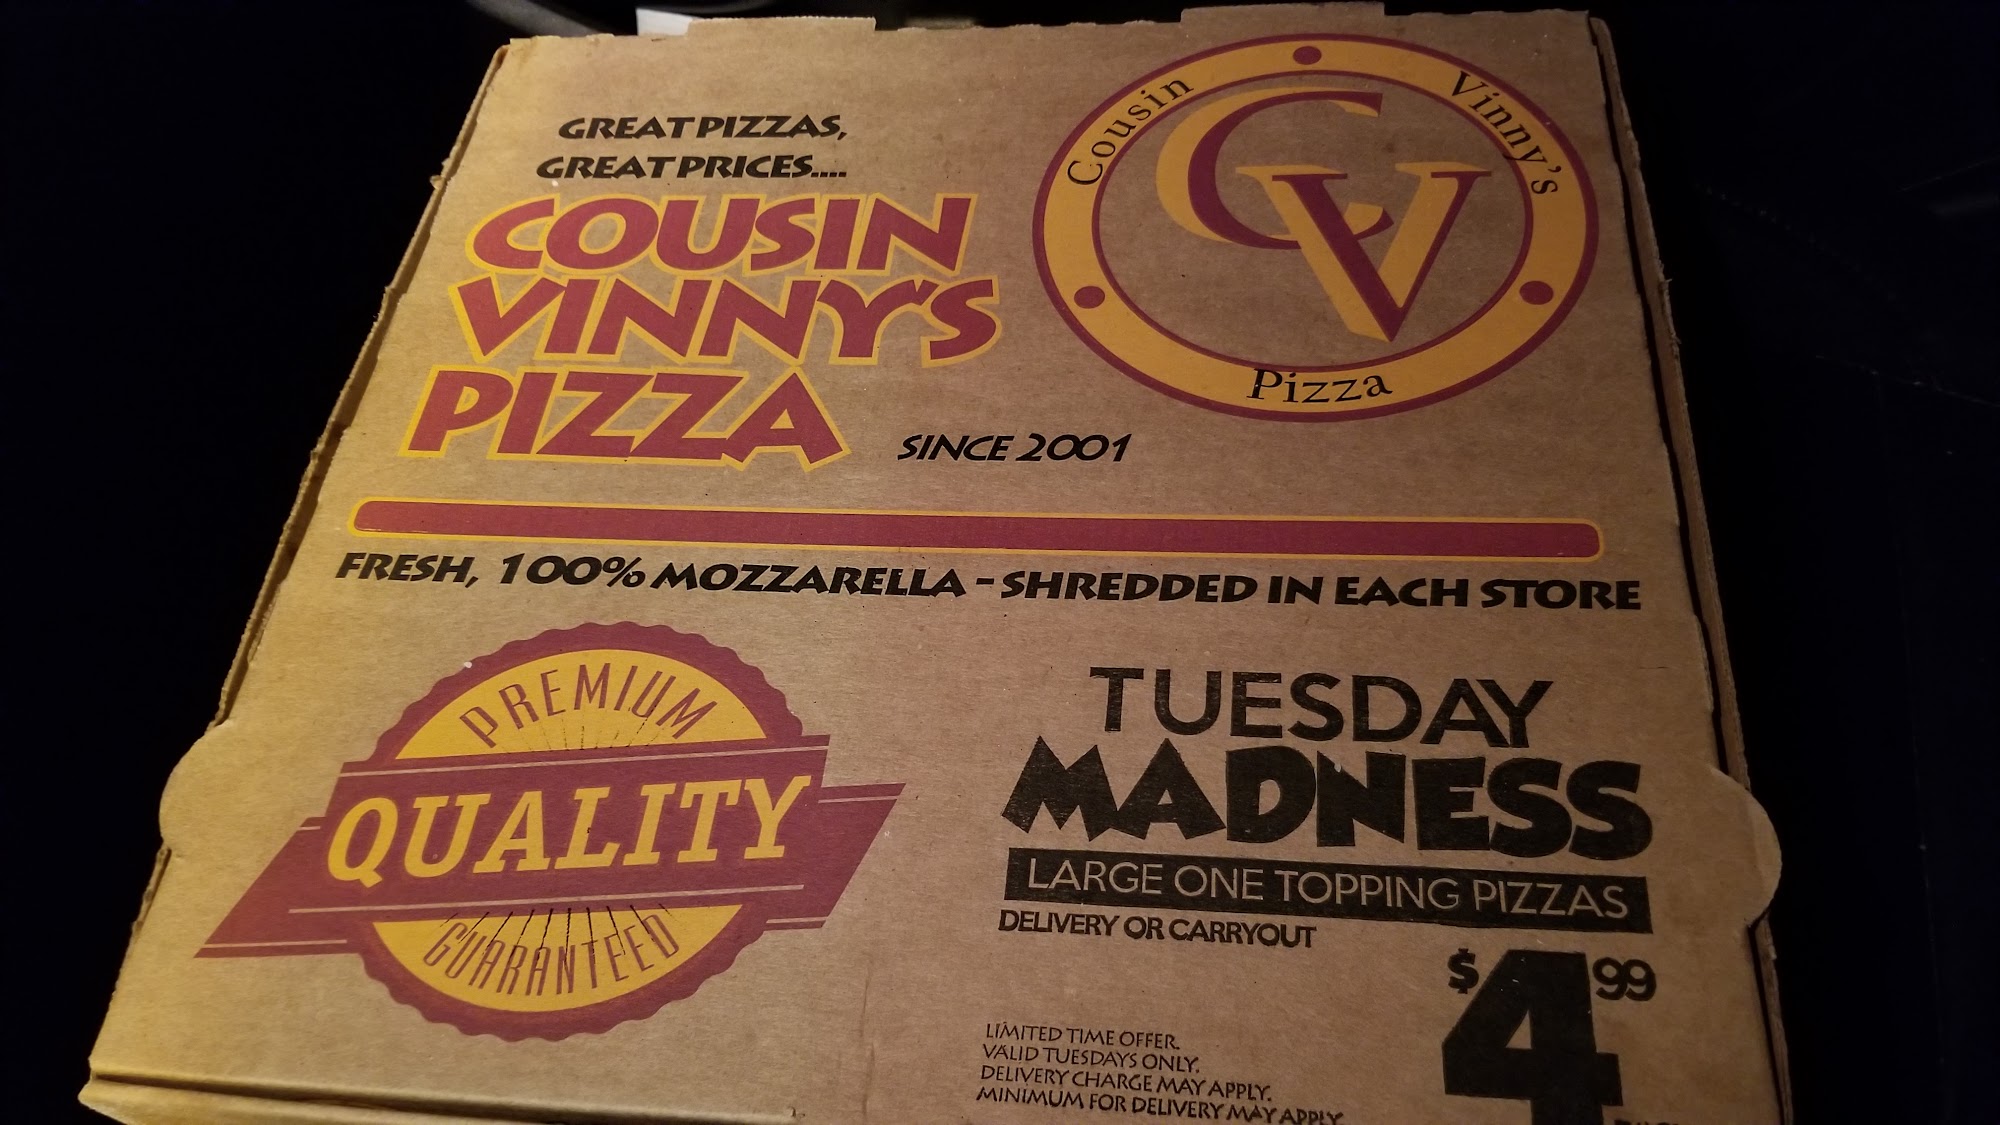 GREAT PIZZAS,
GREAT PRICES....
COUSIN
VINNY'S
PIZZA
SINCE 2001
Cousin Vinny's
CV
Pizza
FRESH, 100% MOZZARELLA - SHREDDED IN EACH STORE
PREMIUM
QUALITY
GUARANTEED
TUESDAY
MADNESS
LARGE ONE TOPPING PIZZAS
DELIVERY OR CARRYOUT
$4 99
LIMITED TIME OFFER.
VALID TUESDAYS ONLY.
DELIVERY CHARGE MAY APPLY.
MINIMUM FOR DELIVERY MAY APPLY